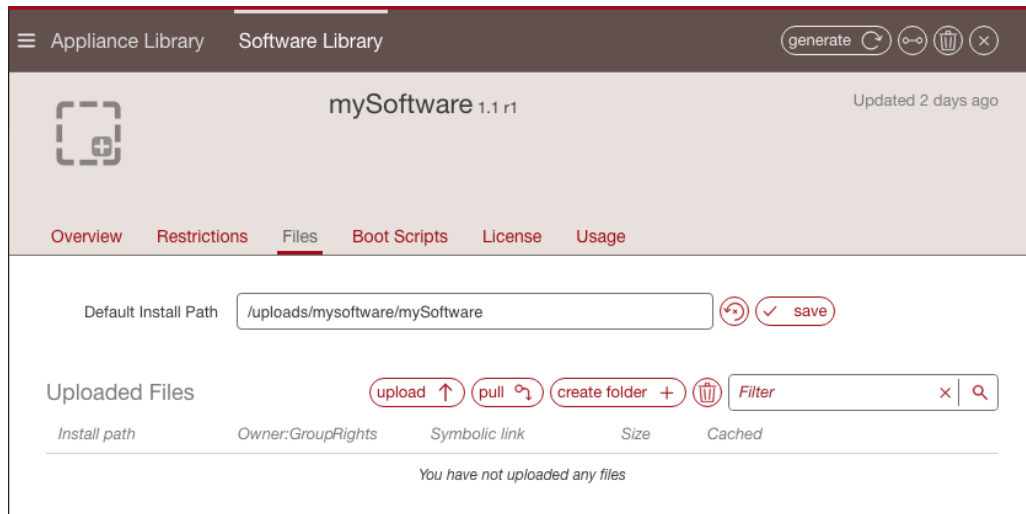 Appliance Library Software Library generate
mySoftware 1.1 r1 Updated 2 days ago
Overview Restrictions Files Boot Scripts License Usage
Default Install Path /uploads/mysoftware/mySoftware save
Uploaded Files upload pull create folder Filter
Install path Owner:GroupRights Symbolic link Size Cached
You have not uploaded any files